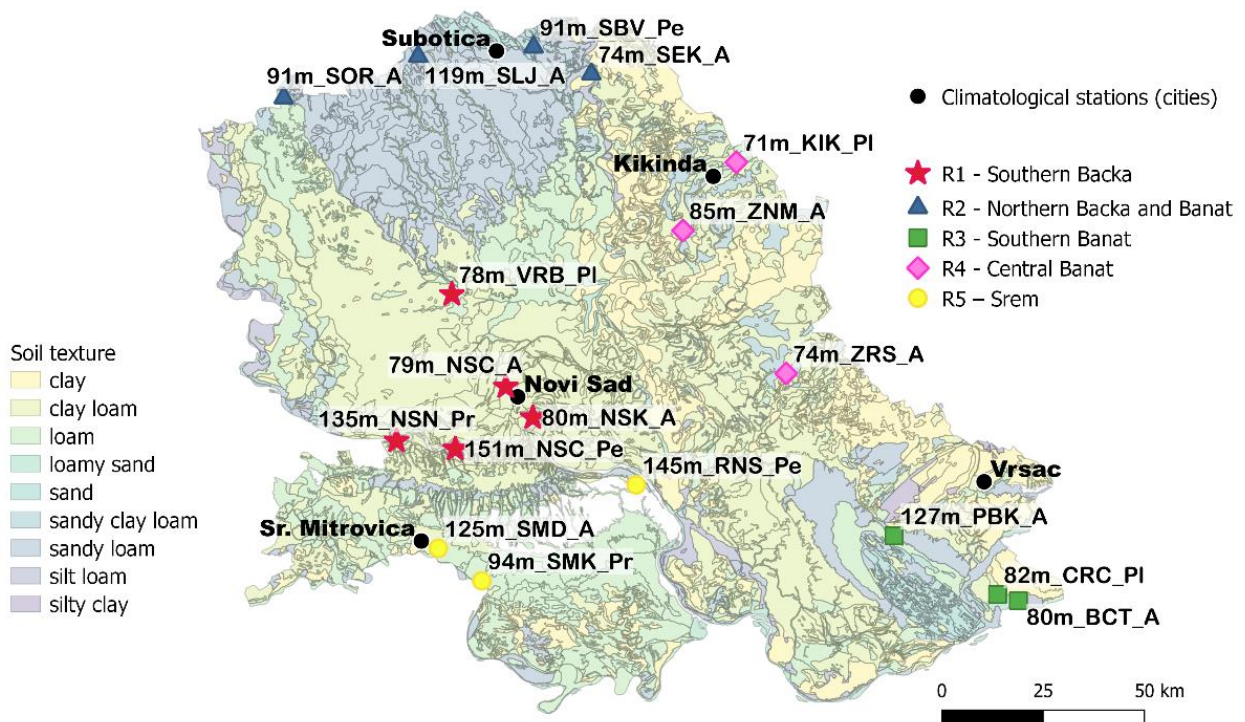 Subotica
91m_SBV_Pe
74m_SEK_A
91m_SOR_A
119m_SLJ_A
71m_KIK_Pl
Kikinda
85m_ZNM_A
78m_VRB_Pl
74m_ZRS_A
79m_NSC_A
Novi Sad
80m_NSK_A
135m_NSN_Pr
151m_NSC_Pe
145m_RNS_Pe
Vrsac
127m_PBK_A
Sr. Mitrovica
125m_SMD_A
94m_SMK_Pr
82m_CRC_Pl
80m_BCT_A
Climatological stations (cities)
R1 - Southern Backa
R2 - Northern Backa and Banat
R3 - Southern Banat
R4 - Central Banat
R5 – Srem
Soil texture
clay
clay loam
loam
loamy sand
sand
sandy clay loam
sandy loam
silt loam
silty clay
0 25 50 km